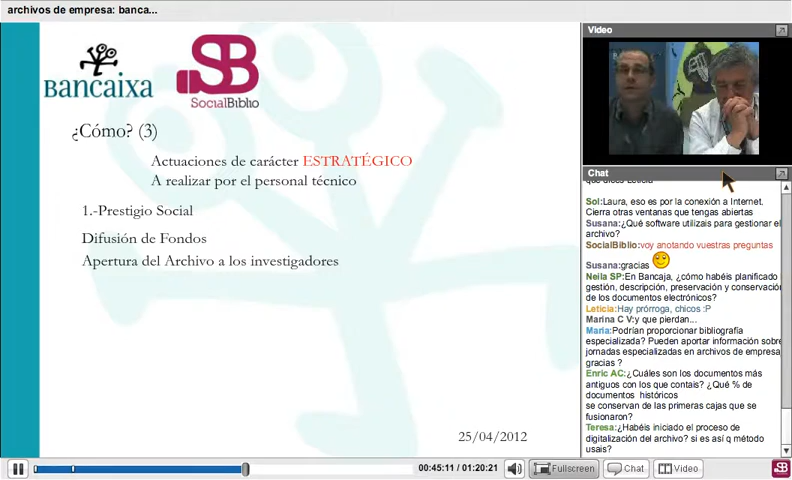 archivos de empresa: banca...
Bancaixa
SB
SocialBiblio
¿Cómo? (3)
Actuaciones de carácter ESTRATÉGICO
A realizar por el personal técnico
1.-Prestigio Social
Difusión de Fondos
Apertura del Archivo a los investigadores
25/04/2012
Video
Chat
que dices Leticia
Sol:Laura, eso es por la conexión a Internet.
Cierra otras ventanas que tengas abiertas
Susana:¿Qué software utilizais para gestionar el
archivo?
SocialBiblio:voy anotando vuestras preguntas
Susana:gracias
Neila SP:En Bancaja, ¿cómo habéis planificado
gestión, descripción, preservación y conservación
de los documentos electrónicos?
Leticia:Hay prórroga, chicos :P
Marina C V:y que pierdan...
Maria:Podrían proporcionar bibliografía
especializada? Pueden aportar información sobre
jornadas especializadas en archivos de empresa
gracias ?
Enric AC:¿Cuáles son los documentos más
antiguos con los que contais? ¿Qué % de
documentos históricos
se conservan de las primeras cajas que se
fusionaron?
Teresa:¿Habéis iniciado el proceso de
digitalización del archivo? si es así q método
usais?
00:45:11 / 01:20:21
Fullscreen
Chat
Video
SB